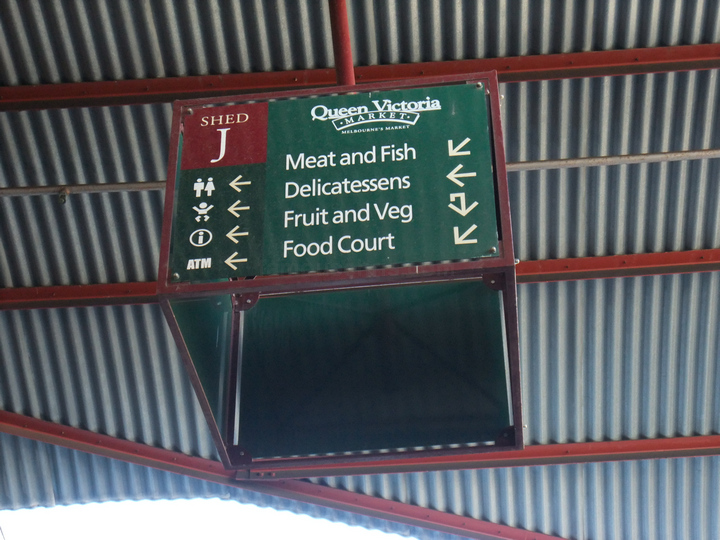 SHED
J
Queen Victoria
MARKET
MELBOURNE'S MARKET
Meat and Fish
Delicatessens
Fruit and Veg
Food Court
i
ATM